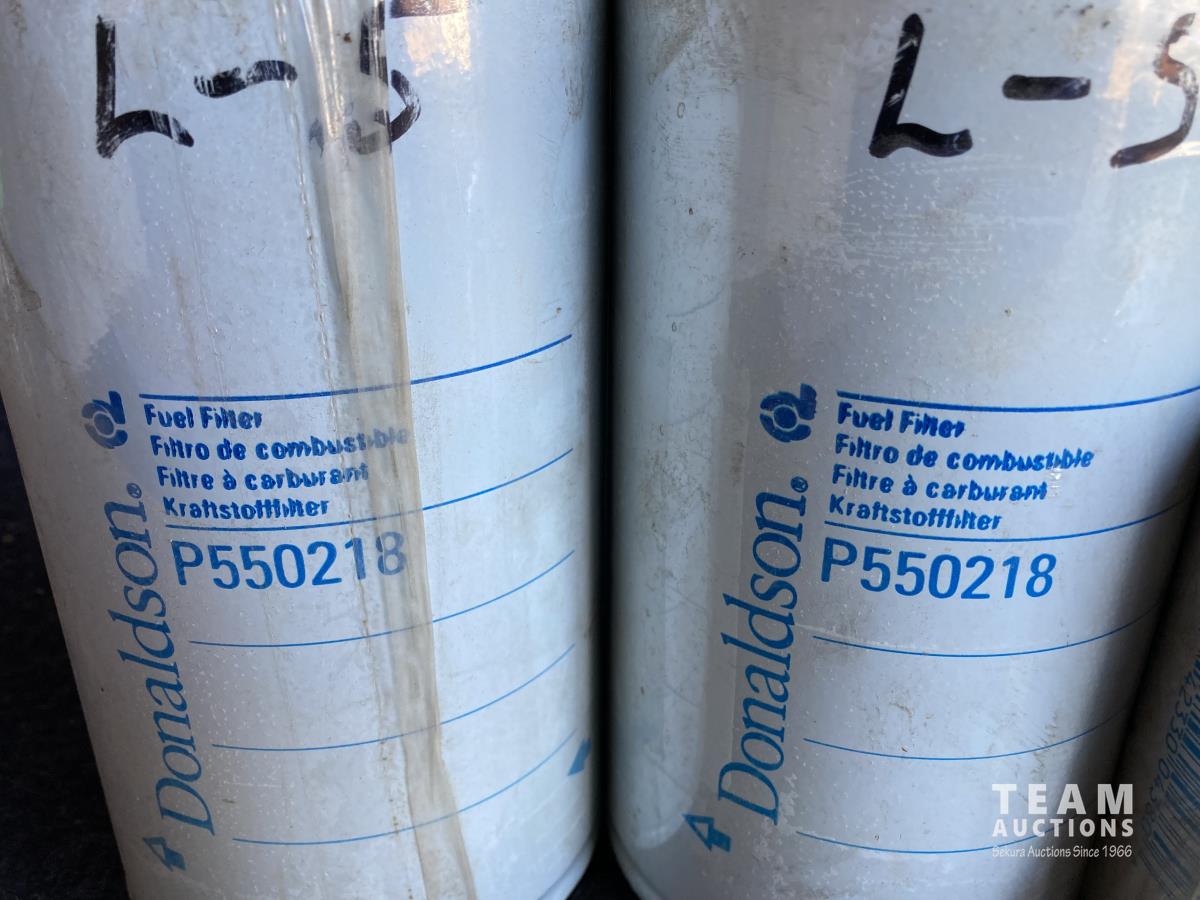 L-5
Fuel Filter
Filtro de combustible
Filtre à carburant
Kraftstofffilter
P550218
Donaldson®
L-5
Fuel Filter
Filtro de combustible
Filtre à carburant
Kraftstofffilter
P550218
Donaldson®
TEAM
AUCTIONS
Sekura Auctions Since 1966